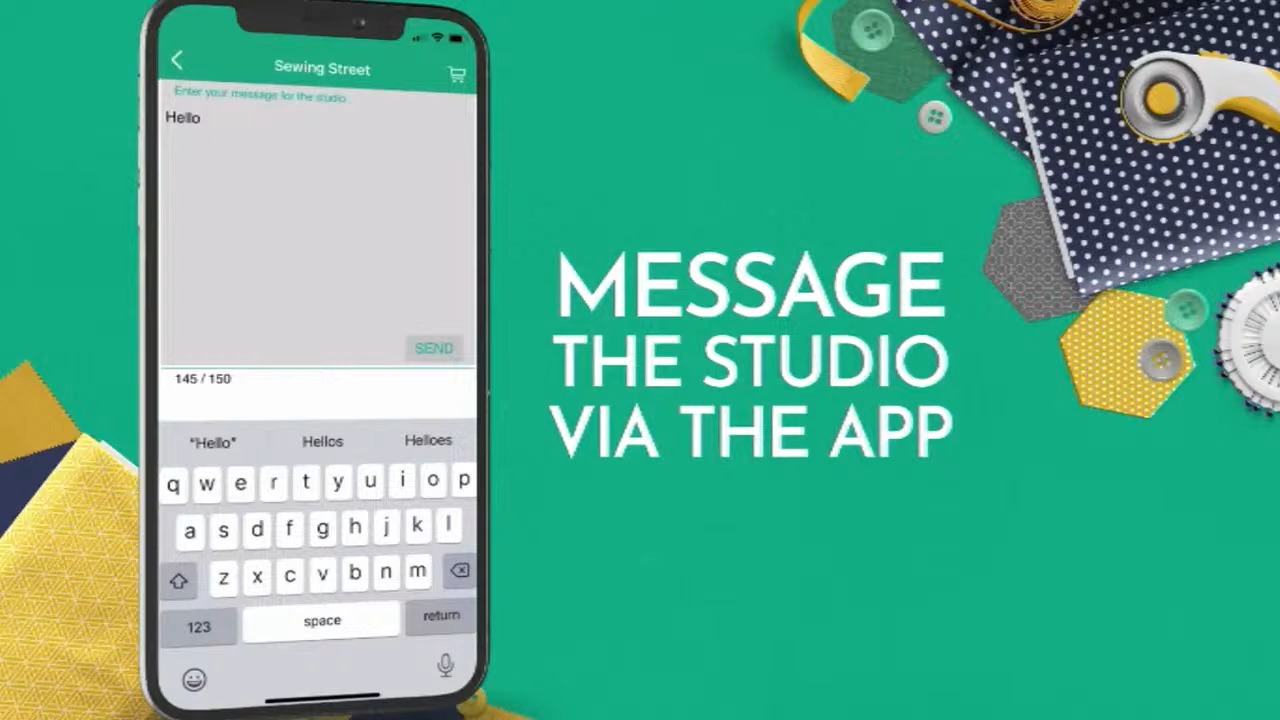 Sewing Street
Enter your message for the studio
Hello
SEND
145 / 150
"Hello" Hellos Helloes
q w e r t y u i o p
a s d f g h j k l
z x c v b n m
123 space return
MESSAGE
THE STUDIO
VIA THE APP